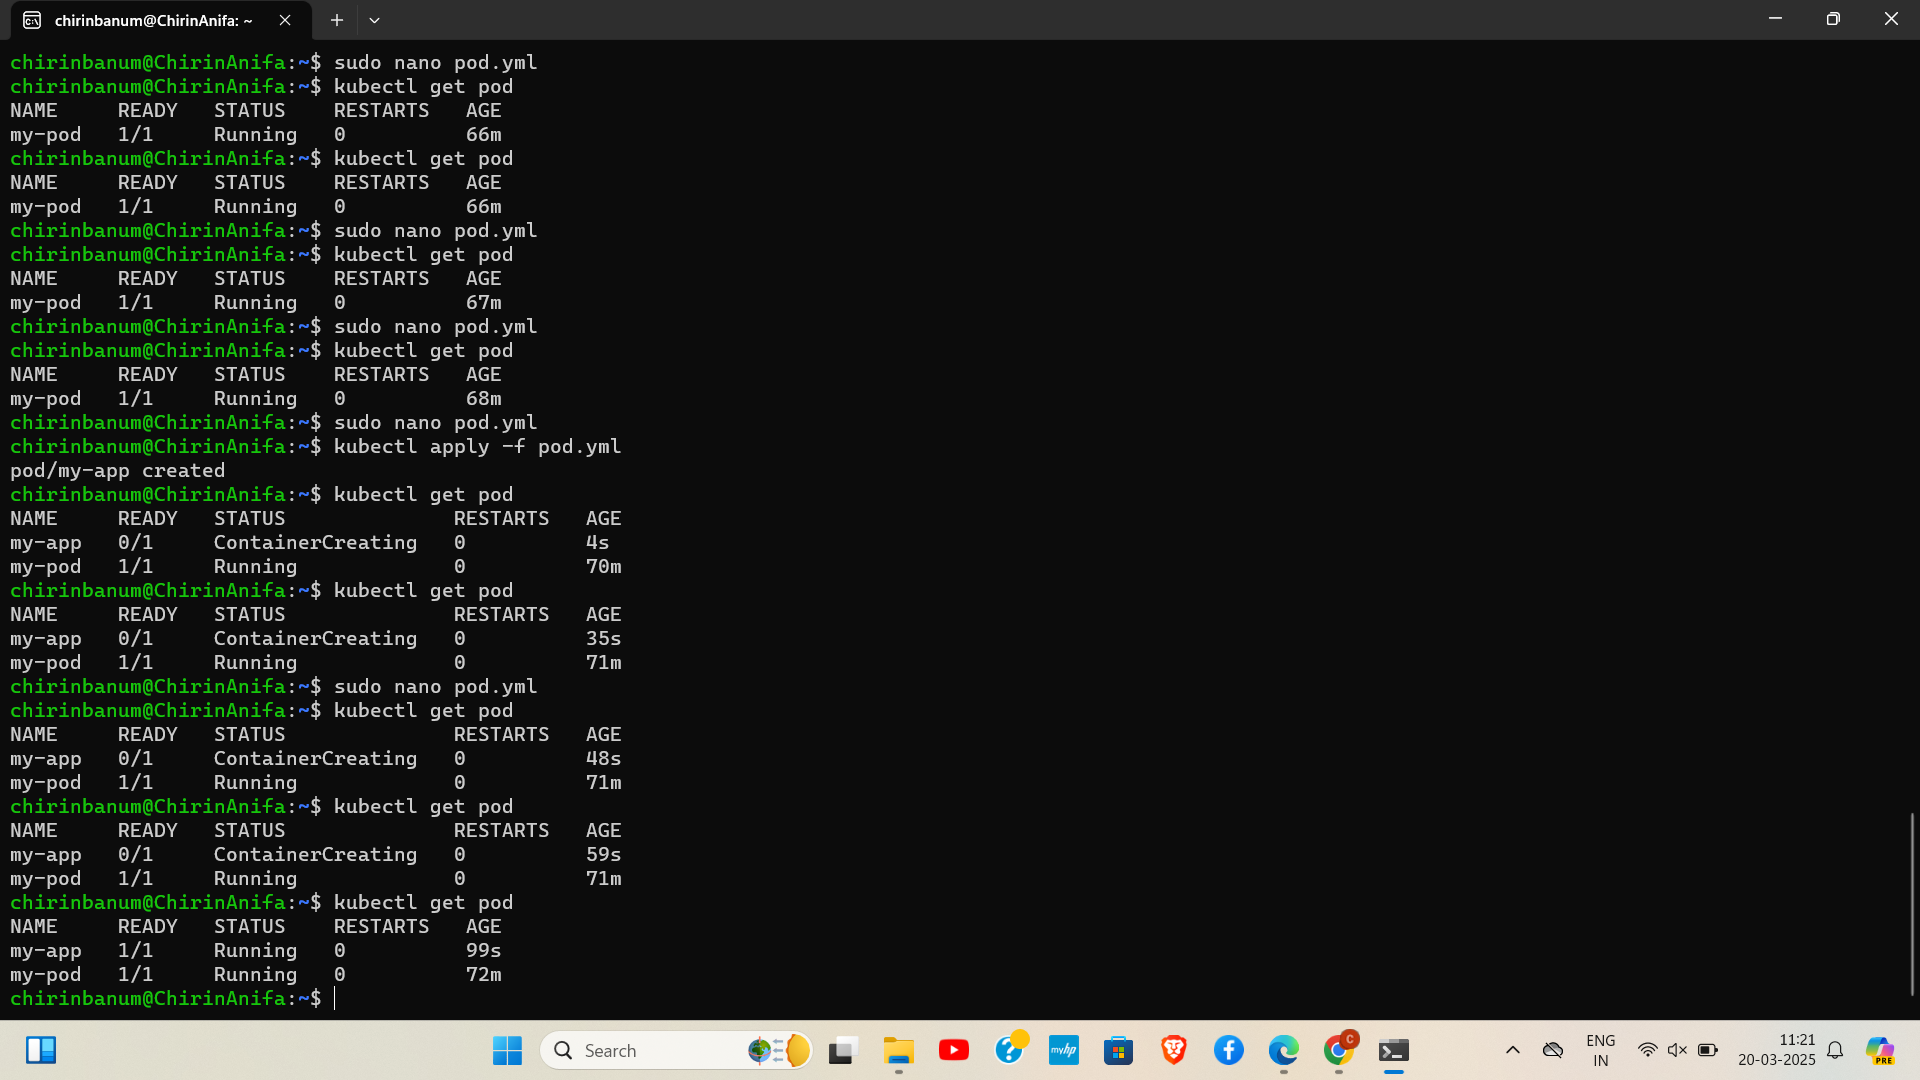 chirinbanum@ChirinAnifa: ~
chirinbanum@ChirinAnifa:~$ sudo nano pod.yml
chirinbanum@ChirinAnifa:~$ kubectl get pod
NAME     READY   STATUS    RESTARTS   AGE
my-pod   1/1     Running   0          66m
chirinbanum@ChirinAnifa:~$ kubectl get pod
NAME     READY   STATUS    RESTARTS   AGE
my-pod   1/1     Running   0          66m
chirinbanum@ChirinAnifa:~$ sudo nano pod.yml
chirinbanum@ChirinAnifa:~$ kubectl get pod
NAME     READY   STATUS    RESTARTS   AGE
my-pod   1/1     Running   0          67m
chirinbanum@ChirinAnifa:~$ sudo nano pod.yml
chirinbanum@ChirinAnifa:~$ kubectl get pod
NAME     READY   STATUS    RESTARTS   AGE
my-pod   1/1     Running   0          68m
chirinbanum@ChirinAnifa:~$ sudo nano pod.yml
chirinbanum@ChirinAnifa:~$ kubectl apply -f pod.yml
pod/my-app created
chirinbanum@ChirinAnifa:~$ kubectl get pod
NAME     READY   STATUS              RESTARTS   AGE
my-app   0/1     ContainerCreating   0          4s
my-pod   1/1     Running             0          70m
chirinbanum@ChirinAnifa:~$ kubectl get pod
NAME     READY   STATUS              RESTARTS   AGE
my-app   0/1     ContainerCreating   0          35s
my-pod   1/1     Running             0          71m
chirinbanum@ChirinAnifa:~$ sudo nano pod.yml
chirinbanum@ChirinAnifa:~$ kubectl get pod
NAME     READY   STATUS              RESTARTS   AGE
my-app   0/1     ContainerCreating   0          48s
my-pod   1/1     Running             0          71m
chirinbanum@ChirinAnifa:~$ kubectl get pod
NAME     READY   STATUS              RESTARTS   AGE
my-app   0/1     ContainerCreating   0          59s
my-pod   1/1     Running             0          71m
chirinbanum@ChirinAnifa:~$ kubectl get pod
NAME     READY   STATUS    RESTARTS   AGE
my-app   1/1     Running   0          99s
my-pod   1/1     Running   0          72m
chirinbanum@ChirinAnifa:~$
Search
myhp
C
ENG
IN
11:21
20-03-2025
PRE